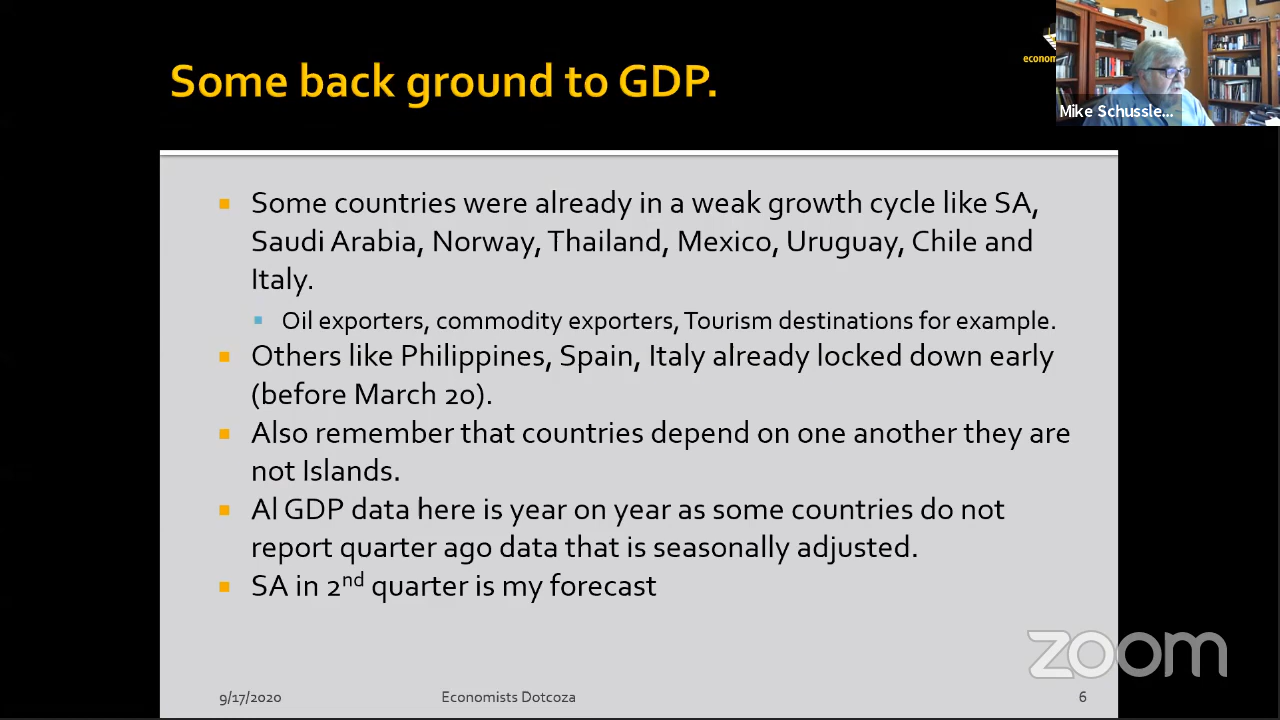 Some back ground to GDP.
econom
Mike Schussle...
Some countries were already in a weak growth cycle like SA,
Saudi Arabia, Norway, Thailand, Mexico, Uruguay, Chile and
Italy.
Oil exporters, commodity exporters, Tourism destinations for example.
Others like Philippines, Spain, Italy already locked down early
(before March 20).
Also remember that countries depend on one another they are
not Islands.
Al GDP data here is year on year as some countries do not
report quarter ago data that is seasonally adjusted.
SA in 2nd quarter is my forecast
zoom
9/17/2020
Economists Dotcoza
6